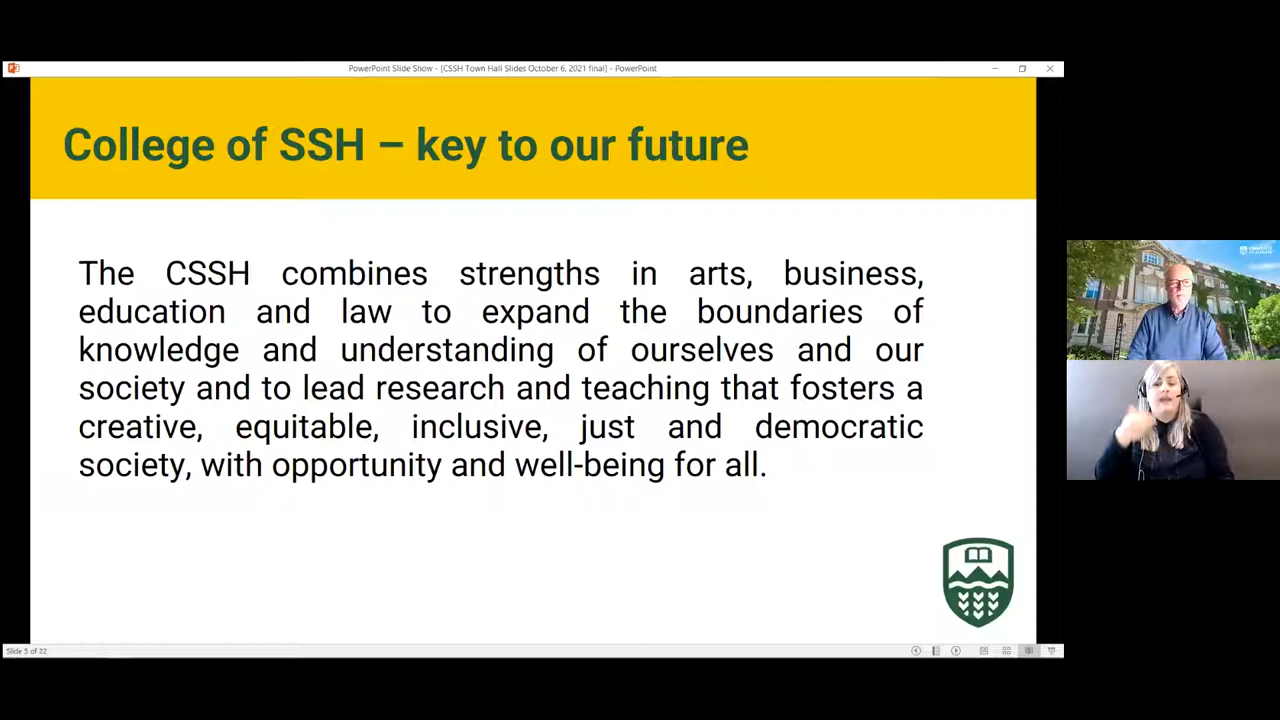 PowerPoint Slide Show - [CSSH Town Hall Slides October 6, 2021 final] - PowerPoint
College of SSH – key to our future
The CSSH combines strengths in arts, business,
education and law to expand the boundaries of
knowledge and understanding of ourselves and our
society and to lead research and teaching that fosters a
creative, equitable, inclusive, just and democratic
society, with opportunity and well-being for all.
Slide 5 of 22